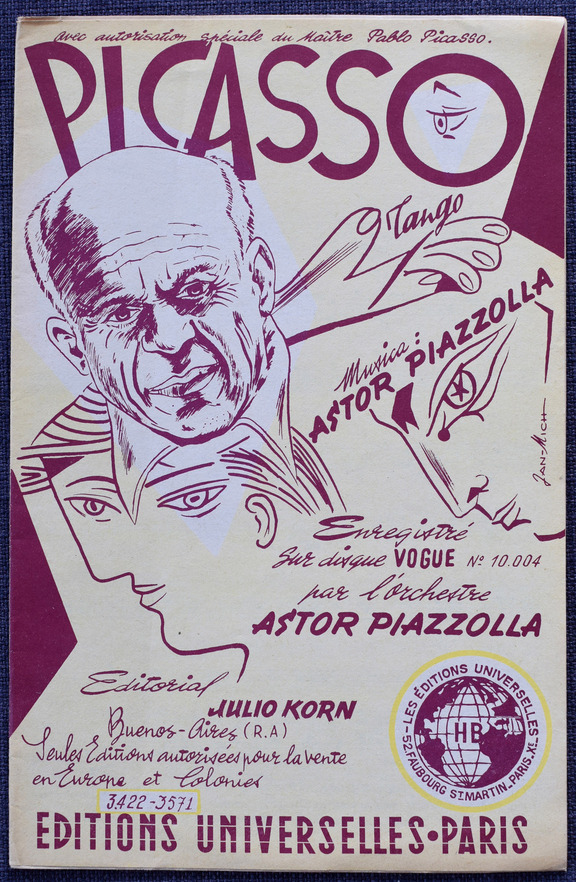 avec autorisation spéciale du Maître Pablo Picasso.
PICASSO
Tango
Musica:
ASTOR PIAZZOLLA
JAN-MICH
Enregistré
Sur disque VOGUE No 10.004
par l'orchestre
ASTOR PIAZZOLLA
Editorial
JULIO KORN
Buenos-Aires (R.A)
Seules Editions autorisées pour la vente
en Europe et Colonies
3422-3571
LES ÉDITIONS UNIVERSELLES
HB
52, FAUBOURG ST MARTIN_PARIS.Xe
EDITIONS UNIVERSELLES•PARIS